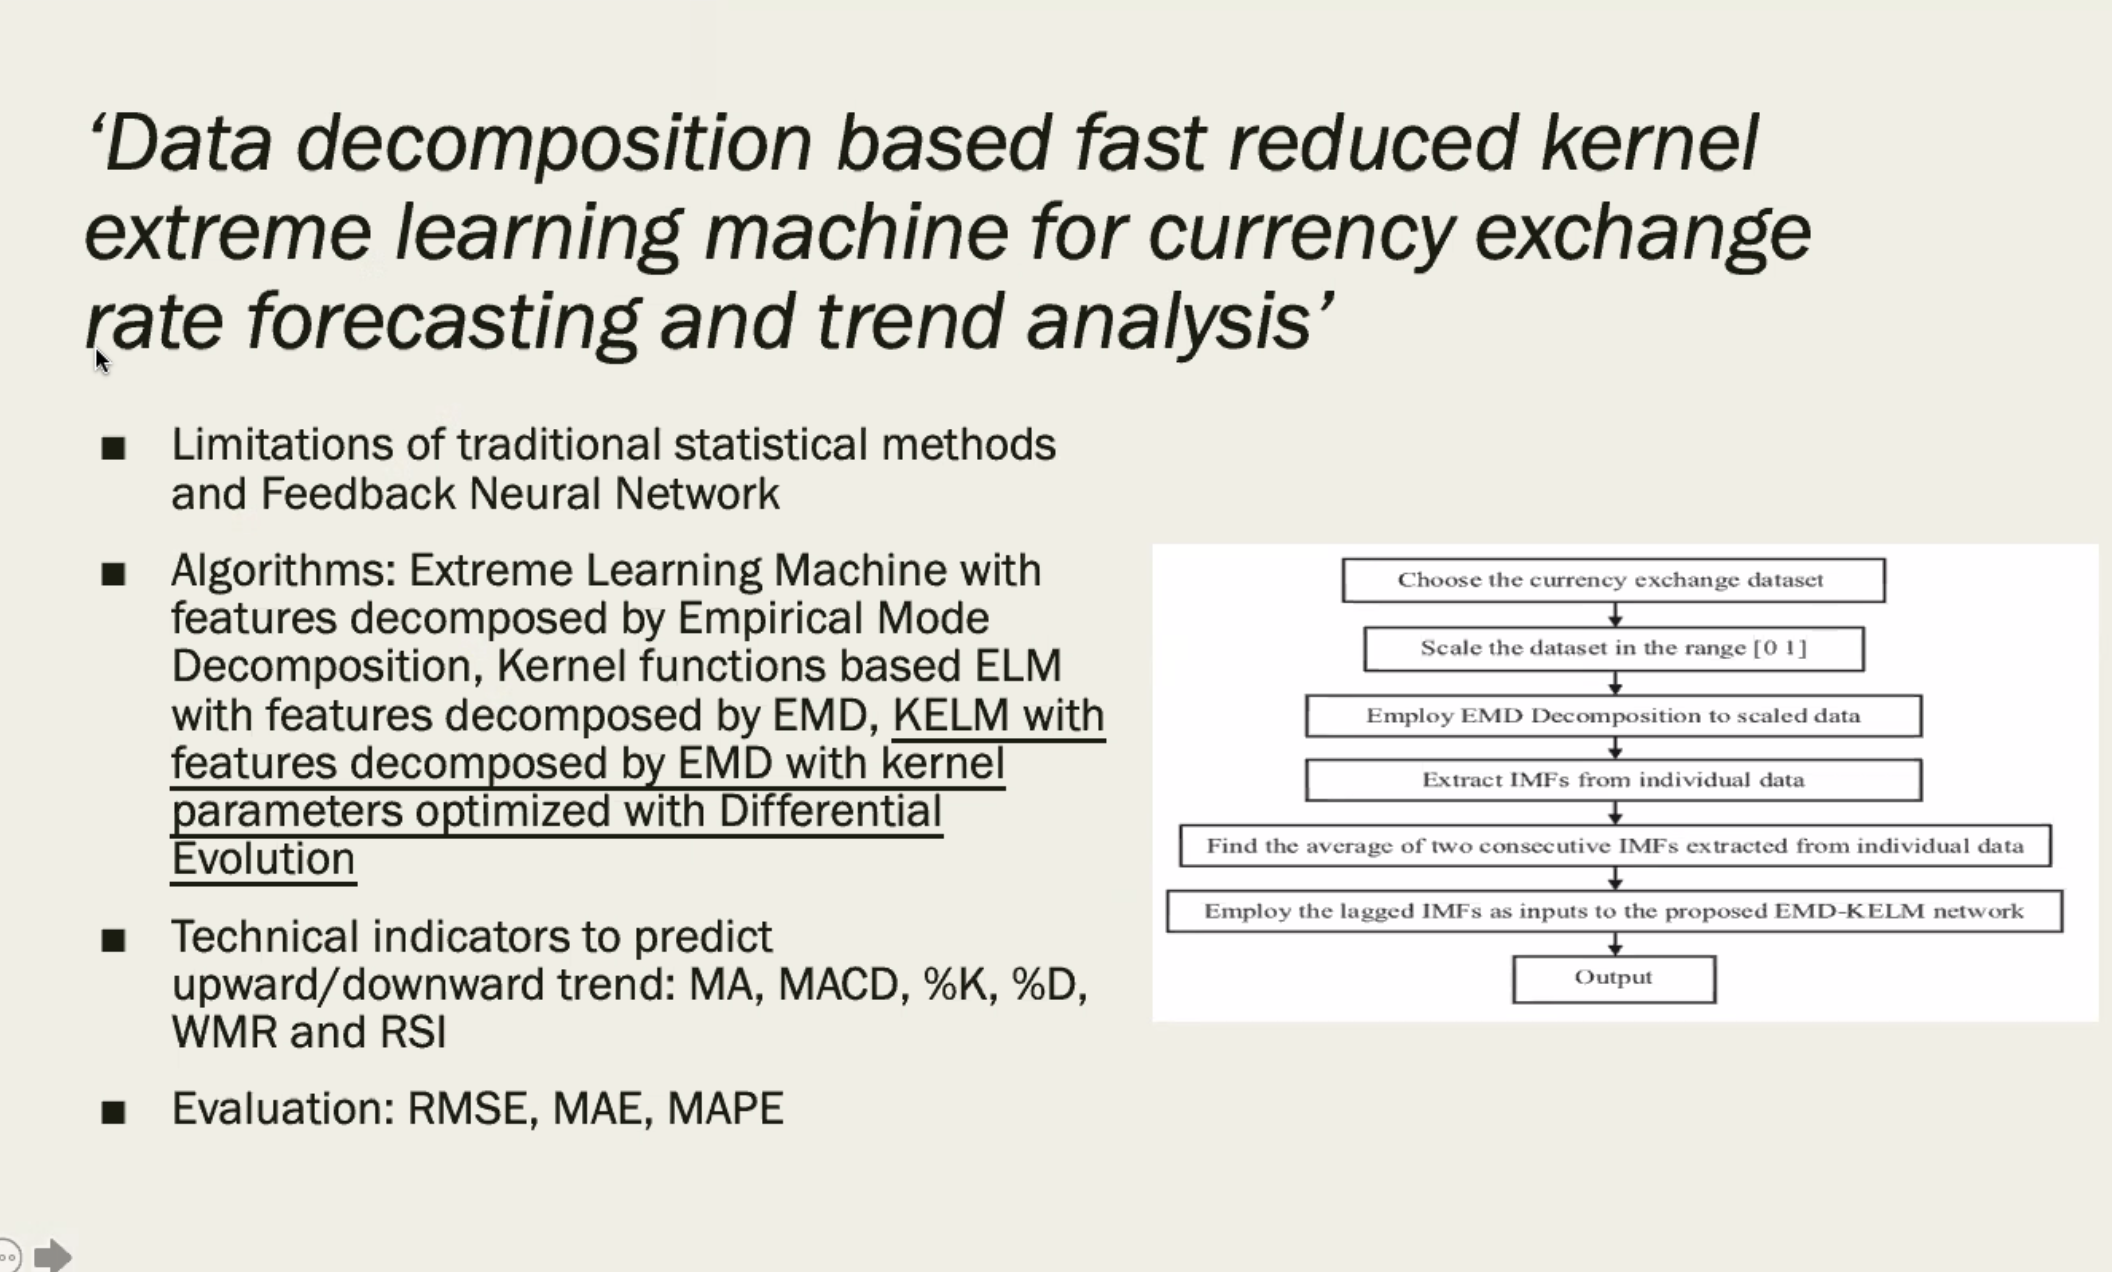 ‘Data decomposition based fast reduced kernel
extreme learning machine for currency exchange
rate forecasting and trend analysis’
■ Limitations of traditional statistical methods
and Feedback Neural Network
■ Algorithms: Extreme Learning Machine with
features decomposed by Empirical Mode
Decomposition, Kernel functions based ELM
with features decomposed by EMD, KELM with
features decomposed by EMD with kernel
parameters optimized with Differential
Evolution
■ Technical indicators to predict
upward/downward trend: MA, MACD, %K, %D,
WMR and RSI
■ Evaluation: RMSE, MAE, MAPE
Choose the currency exchange dataset
Scale the dataset in the range [0 1]
Employ EMD Decomposition to scaled data
Extract IMFs from individual data
Find the average of two consecutive IMFs extracted from individual data
Employ the lagged IMFs as inputs to the proposed EMD-KELM network
Output